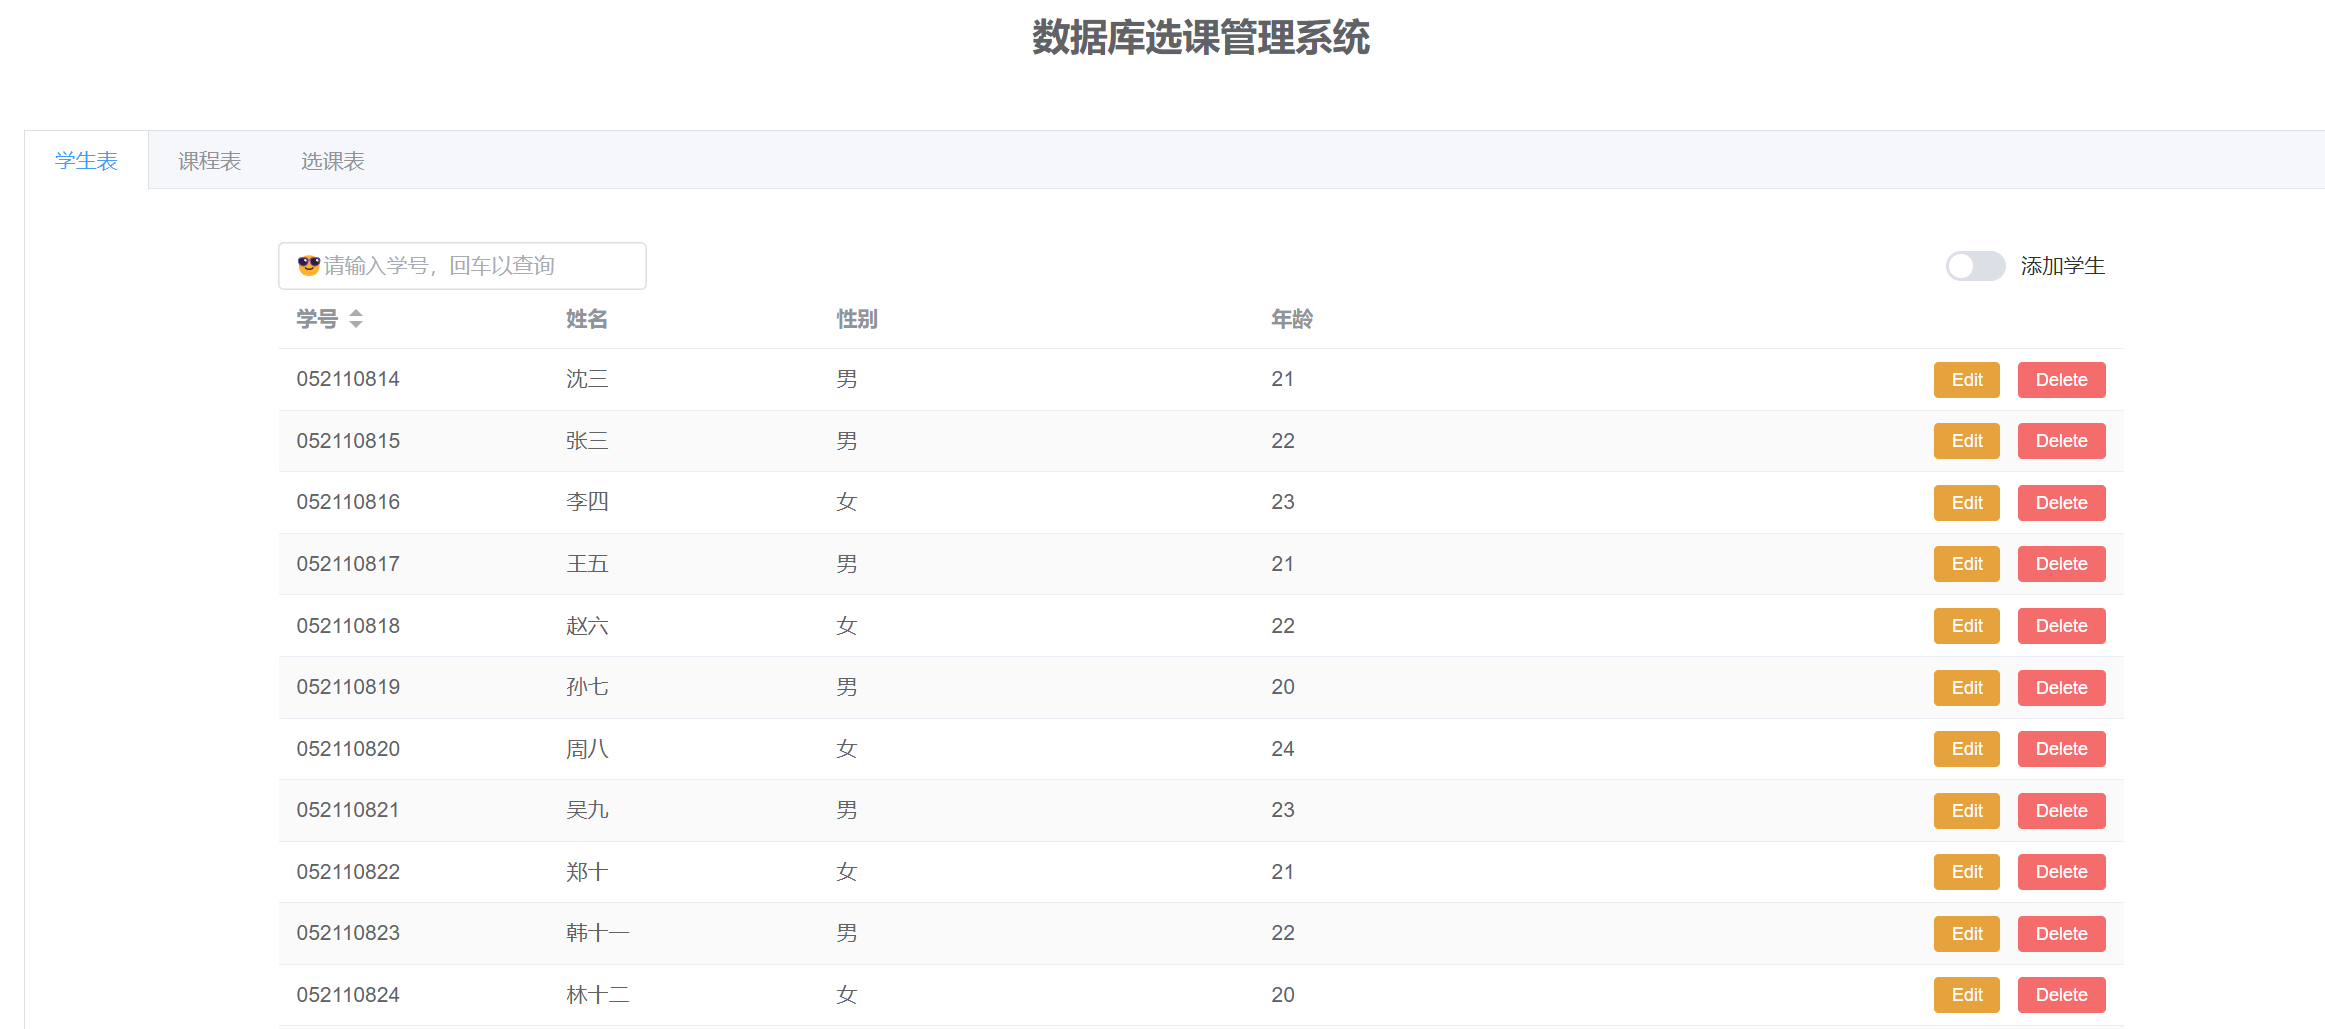 数据库选课管理系统
学生表 课程表 选课表
😎请输入学号，回车以查询 添加学生
学号 姓名 性别 年龄
052110814 沈三 男 21 Edit Delete
052110815 张三 男 22 Edit Delete
052110816 李四 女 23 Edit Delete
052110817 王五 男 21 Edit Delete
052110818 赵六 女 22 Edit Delete
052110819 孙七 男 20 Edit Delete
052110820 周八 女 24 Edit Delete
052110821 吴九 男 23 Edit Delete
052110822 郑十 女 21 Edit Delete
052110823 韩十一 男 22 Edit Delete
052110824 林十二 女 20 Edit Delete